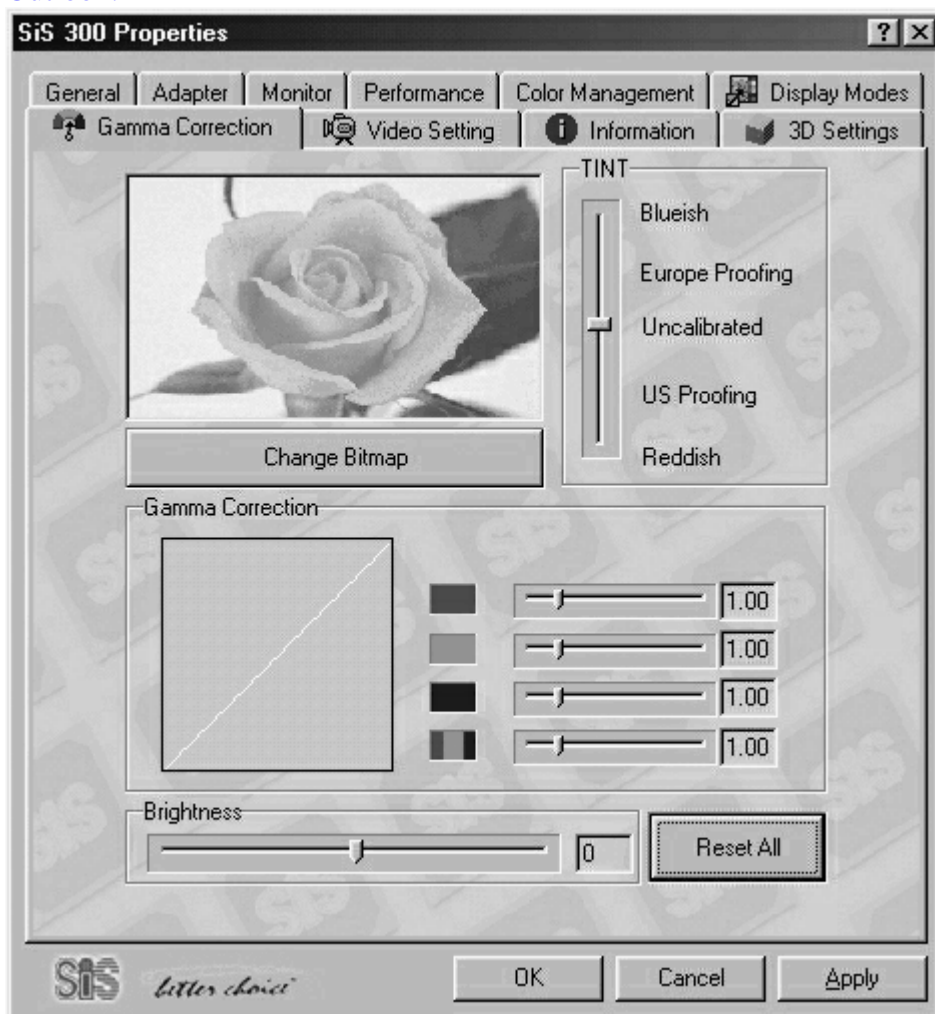 SiS 300 Properties
General Adapter Monitor Performance Color Management Display Modes
Gamma Correction Video Setting Information 3D Settings
TINT
Blueish
Europe Proofing
Uncalibrated
US Proofing
Reddish
Change Bitmap
Gamma Correction
1.00
1.00
1.00
1.00
Brightness
0
Reset All
SiS better choice
OK Cancel Apply